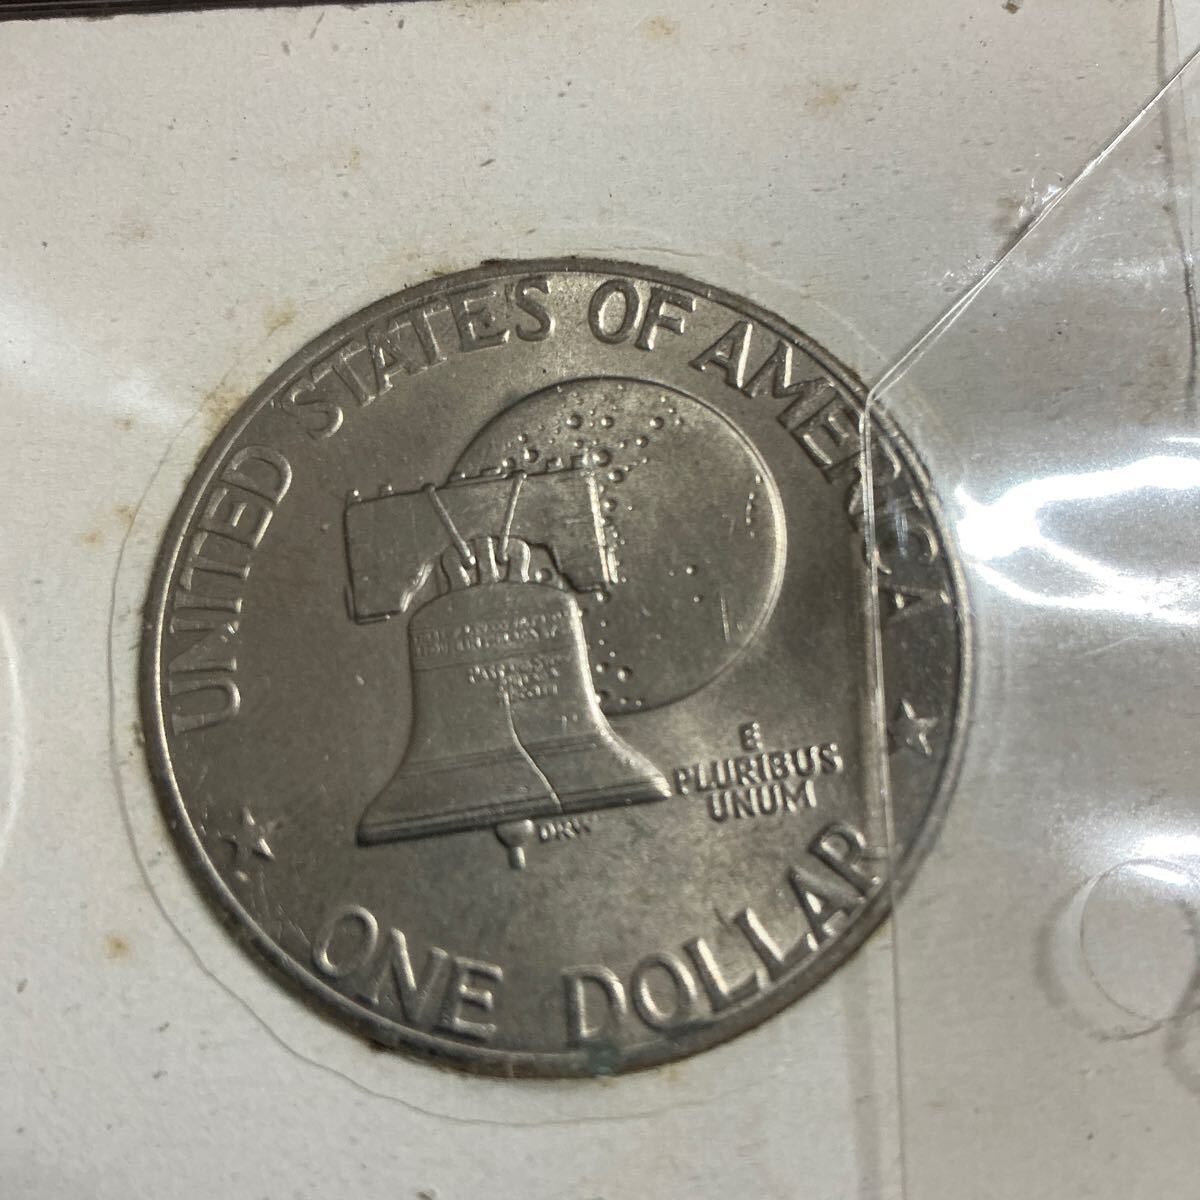 UNITED STATES OF AMERICA
E
PLURIBUS
UNUM
DRW
ONE DOLLAR